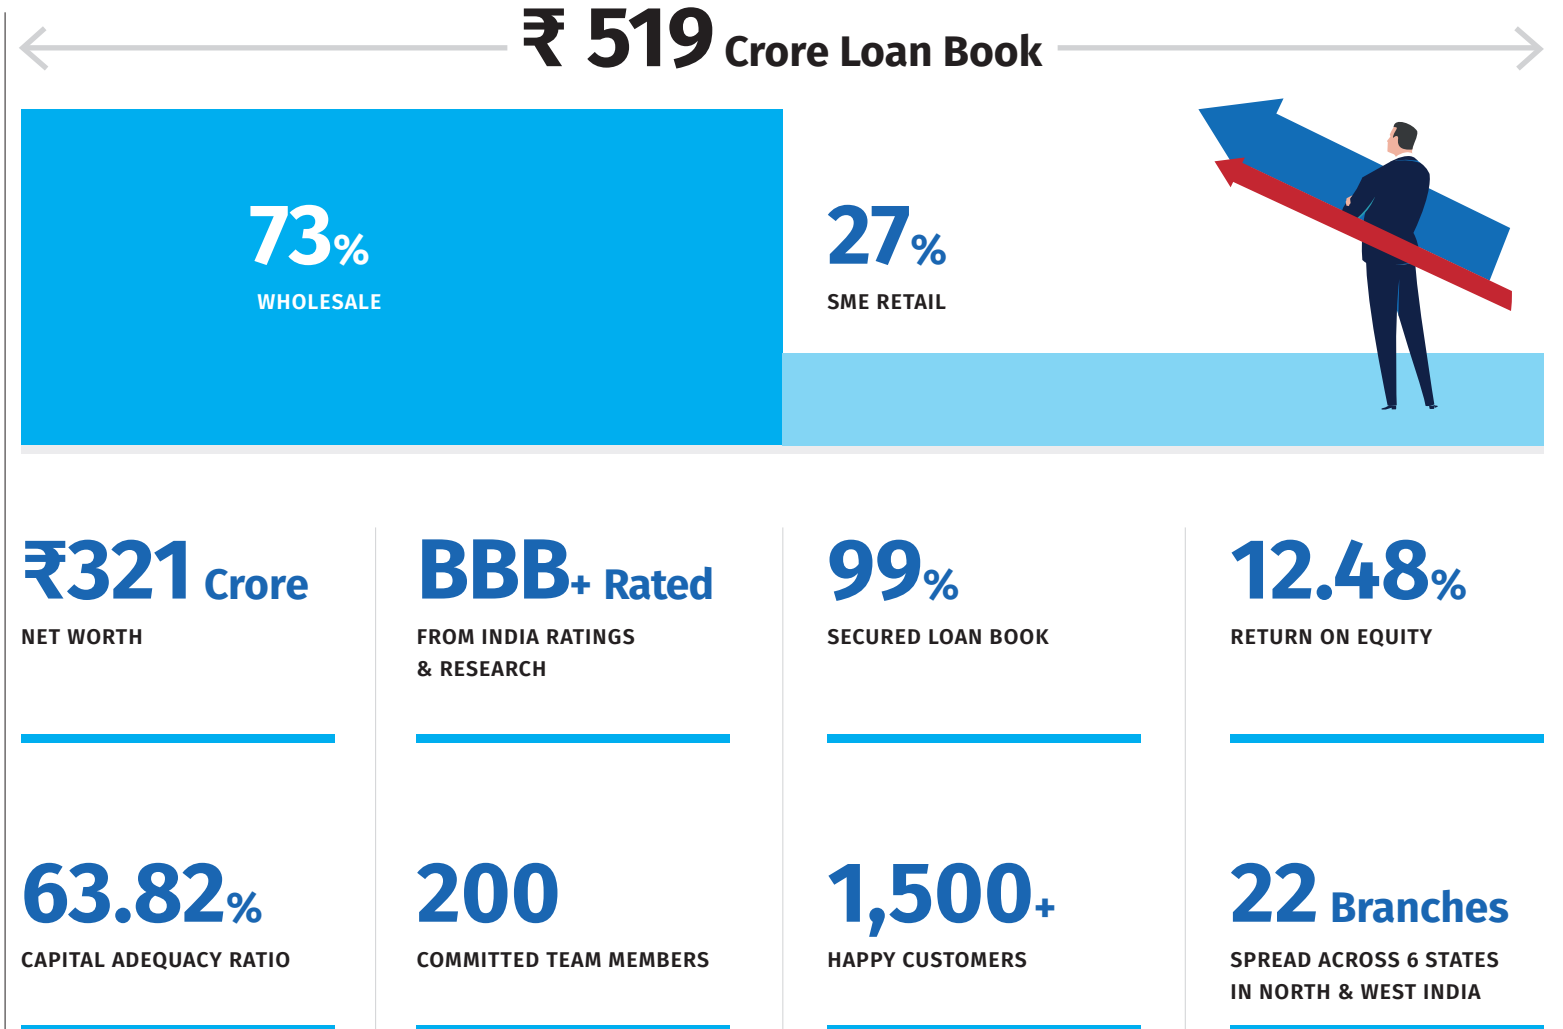 ₹ 519 Crore Loan Book
73%
WHOLESALE
27%
SME RETAIL
₹321 Crore
NET WORTH
BBB+ Rated
FROM INDIA RATINGS
& RESEARCH
99%
SECURED LOAN BOOK
12.48%
RETURN ON EQUITY
63.82%
CAPITAL ADEQUACY RATIO
200
COMMITTED TEAM MEMBERS
1,500+
HAPPY CUSTOMERS
22 Branches
SPREAD ACROSS 6 STATES
IN NORTH & WEST INDIA